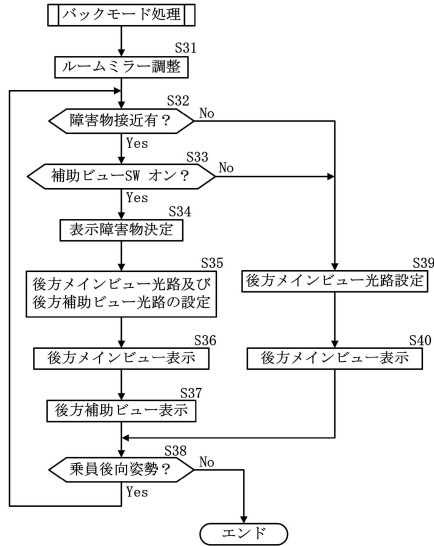 バックモード処理
S31
ルームミラー調整
S32
障害物接近有？
No
Yes
S33
補助ビューSW オン？
No
Yes
S34
表示障害物決定
S35
後方メインビュー光路及び
後方補助ビュー光路の設定
S39
後方メインビュー光路設定
S36
後方メインビュー表示
S40
後方メインビュー表示
S37
後方補助ビュー表示
S38
乗員後向姿勢？
No
Yes
エンド